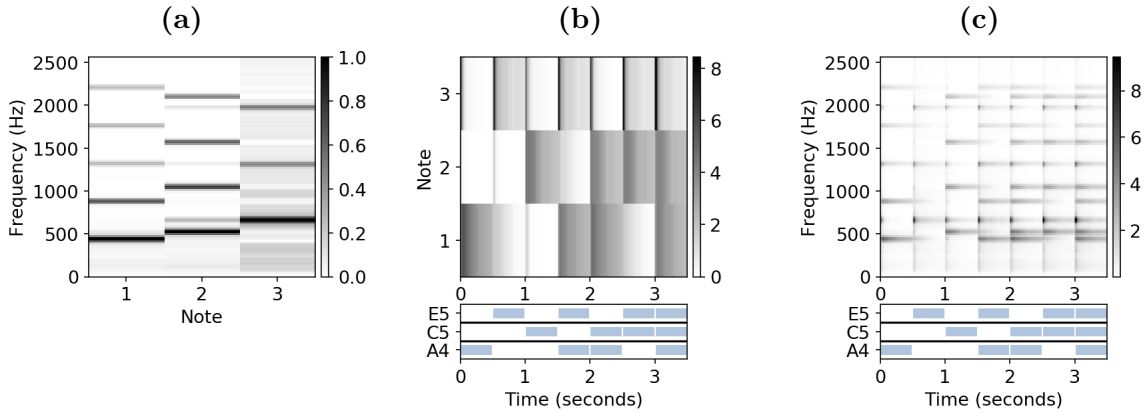 (a)
2500
2000
1500
1000
500
0
Frequency (Hz)
1 2 3
Note
1.0
0.8
0.6
0.4
0.2
0.0
(b)
3
2
1
Note
0 1 2 3
8
6
4
2
0
E5
C5
A4
0 1 2 3
Time (seconds)
(c)
2500
2000
1500
1000
500
0
Frequency (Hz)
0 1 2 3
8
6
4
2
E5
C5
A4
0 1 2 3
Time (seconds)